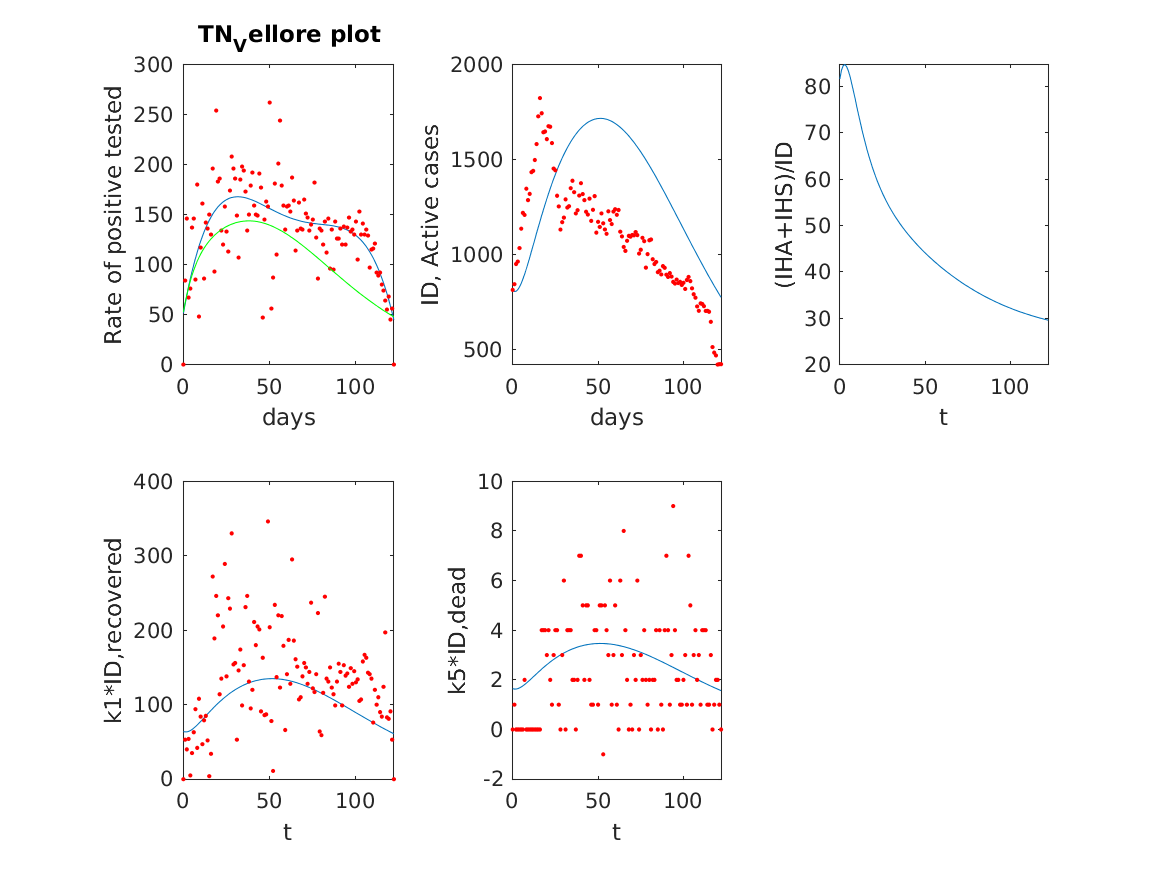 TNVellore plot
300
250
200
150
100
50
0
Rate of positive tested
0 50 100
days
2000
1500
1000
500
ID, Active cases
0 50 100
days
80
70
60
50
40
30
20
(IHA+IHS)/ID
0 50 100
t
400
300
200
100
0
k1*ID,recovered
0 50 100
t
10
8
6
4
2
0
-2
k5*ID,dead
0 50 100
t